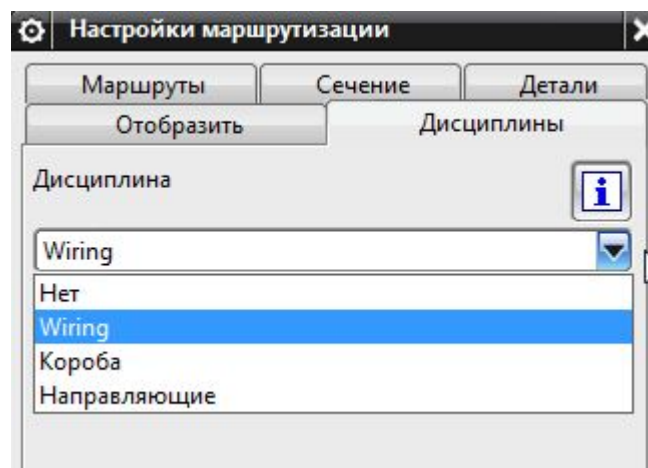 Настройки маршрутизации
Маршруты Сечение Детали
Отобразить Дисциплины
Дисциплина
Wiring
Нет
Wiring
Короба
Направляющие